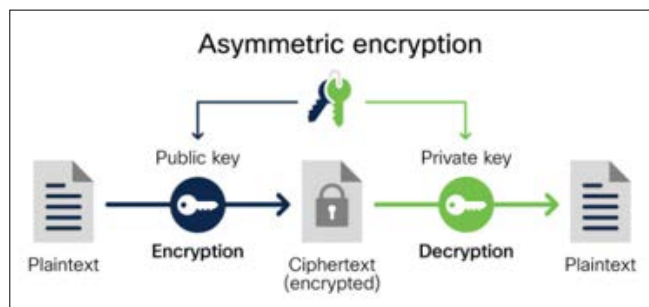 Asymmetric encryption
Public key
Private key
Encryption
Decryption
Plaintext
Ciphertext
(encrypted)
Plaintext